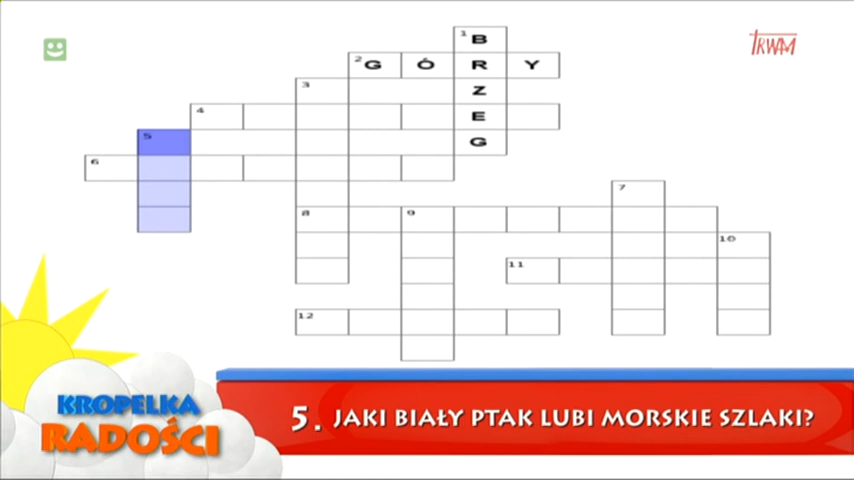 1 B
TRWAM
2 G Ó R Y
3 Z
4 E
5 G
6
7
8 9
10
11
12
5. JAKI BIAŁY PTAK LUBI MORSKIE SZLAKI?
KROPELKA
RADOŚCI